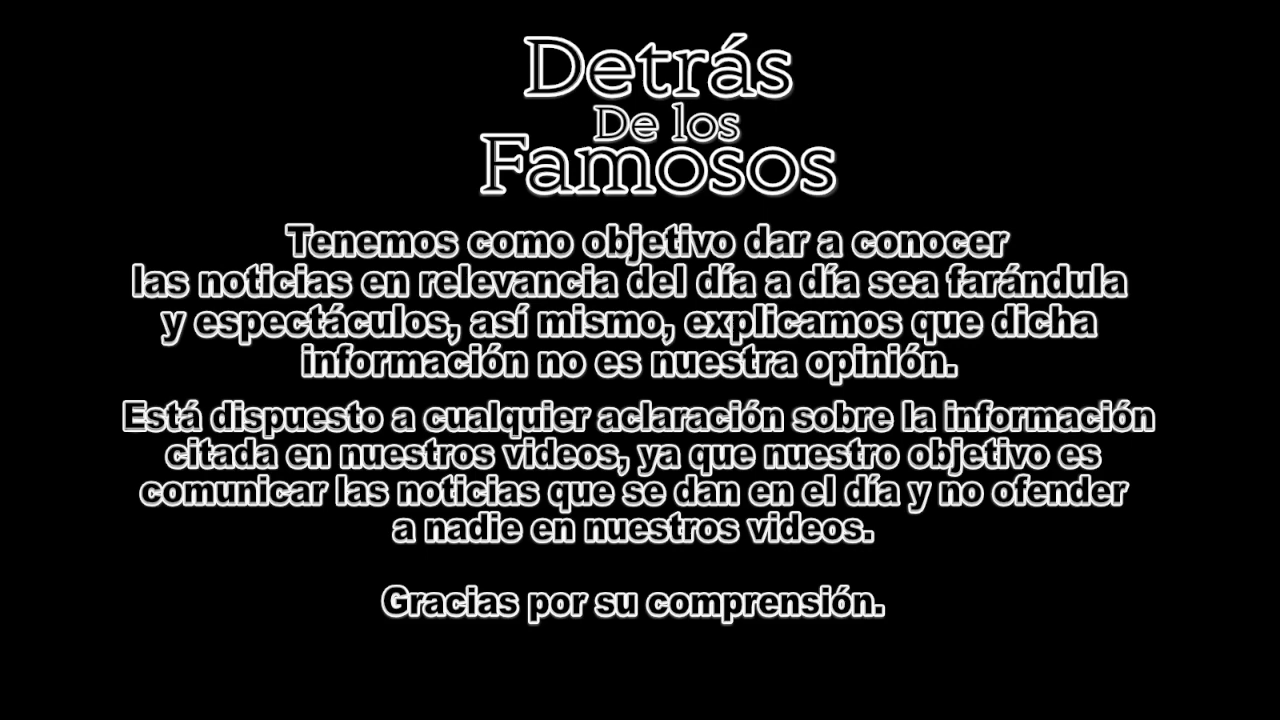 Detrás
De los
Famosos
Tenemos como objetivo dar a conocer
las noticias en relevancia del día a día sea farándula
y espectáculos, así mismo, explicamos que dicha
información no es nuestra opinión.
Está dispuesto a cualquier aclaración sobre la información
citada en nuestros videos, ya que nuestro objetivo es
comunicar las noticias que se dan en el día y no ofender
a nadie en nuestros videos.
Gracias por su comprensión.